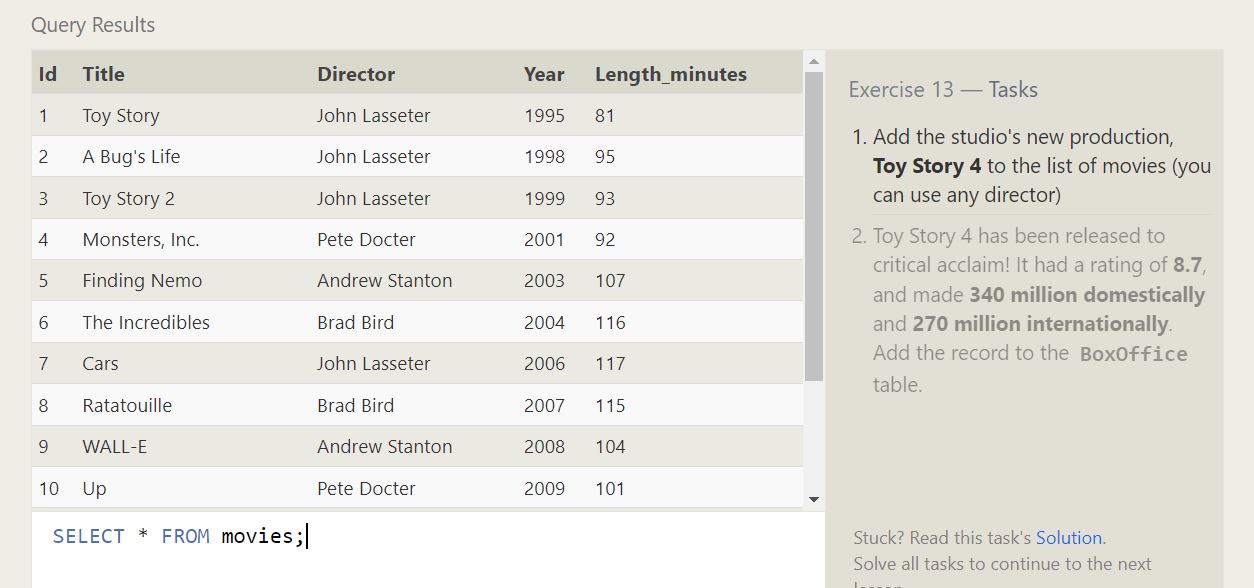 Query Results
Id Title Director Year Length_minutes
1 Toy Story John Lasseter 1995 81
2 A Bug's Life John Lasseter 1998 95
3 Toy Story 2 John Lasseter 1999 93
4 Monsters, Inc. Pete Docter 2001 92
5 Finding Nemo Andrew Stanton 2003 107
6 The Incredibles Brad Bird 2004 116
7 Cars John Lasseter 2006 117
8 Ratatouille Brad Bird 2007 115
9 WALL-E Andrew Stanton 2008 104
10 Up Pete Docter 2009 101
SELECT * FROM movies;
Exercise 13 — Tasks
1. Add the studio's new production,
Toy Story 4 to the list of movies (you
can use any director)
2. Toy Story 4 has been released to
critical acclaim! It had a rating of 8.7,
and made 340 million domestically
and 270 million internationally.
Add the record to the BoxOffice
table.
Stuck? Read this task's Solution.
Solve all tasks to continue to the next